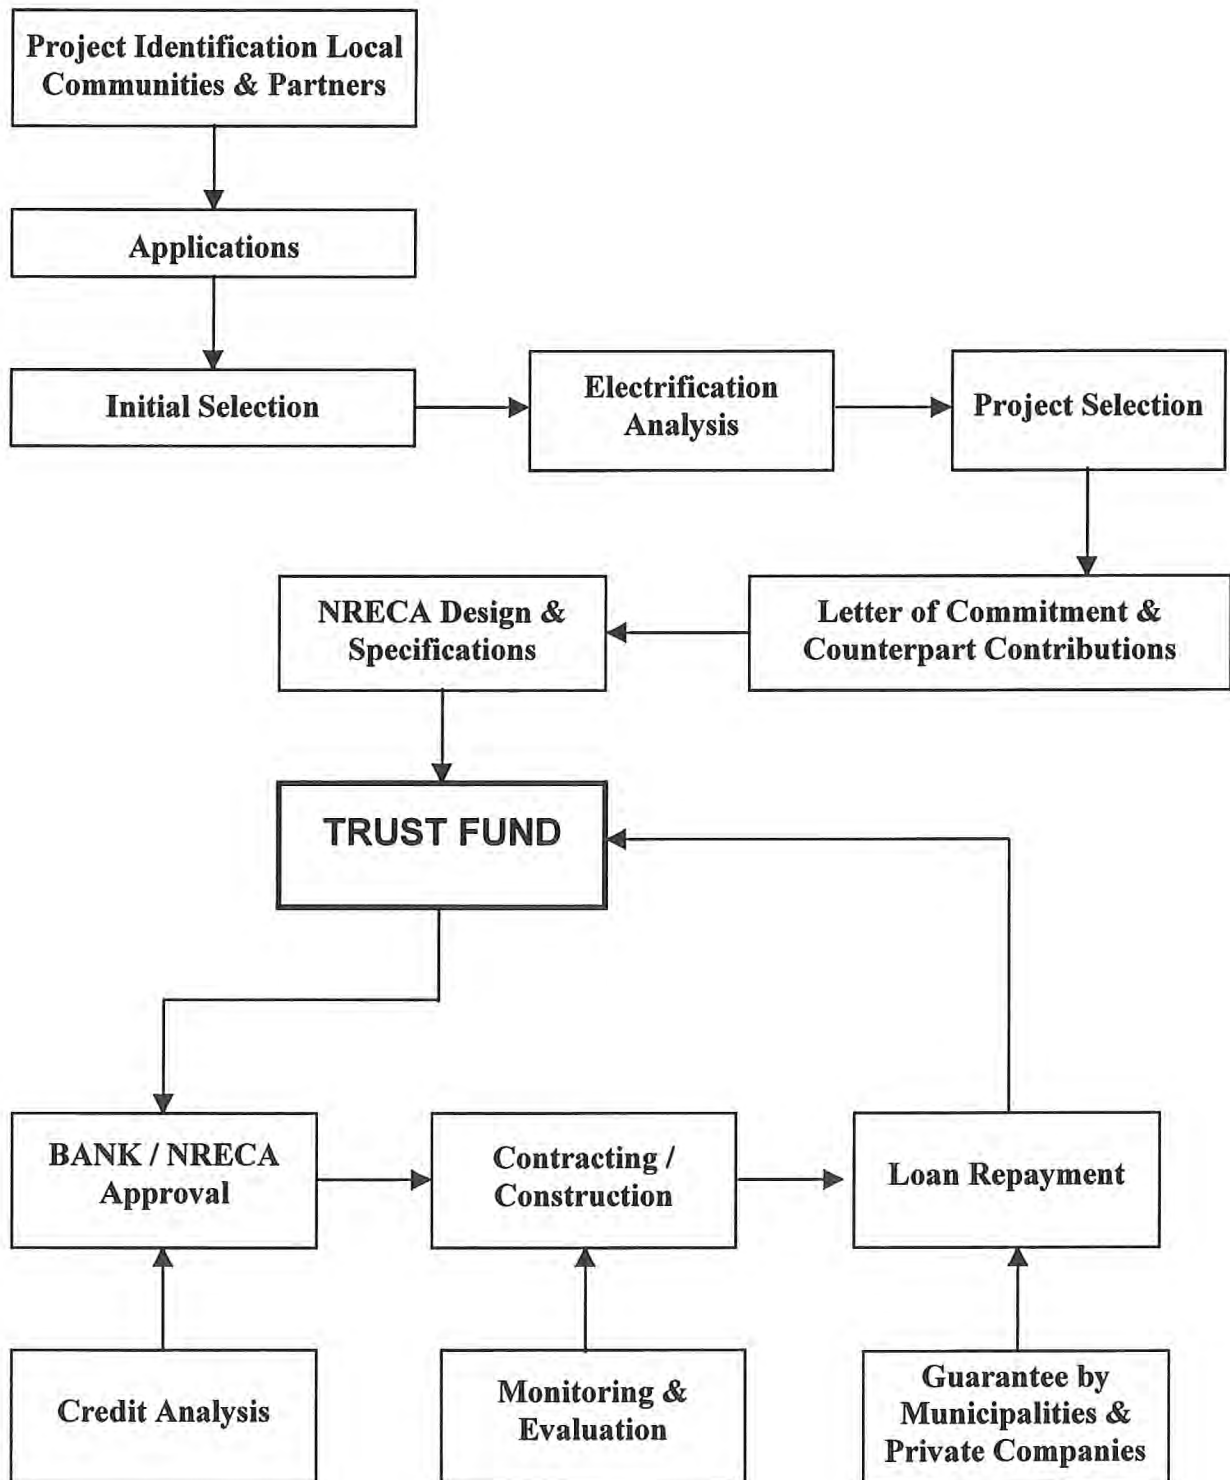 Project Identification Local
Communities & Partners
Applications
Initial Selection
Electrification
Analysis
Project Selection
NRECA Design &
Specifications
Letter of Commitment &
Counterpart Contributions
TRUST FUND
BANK / NRECA
Approval
Contracting /
Construction
Loan Repayment
Credit Analysis
Monitoring &
Evaluation
Guarantee by
Municipalities &
Private Companies